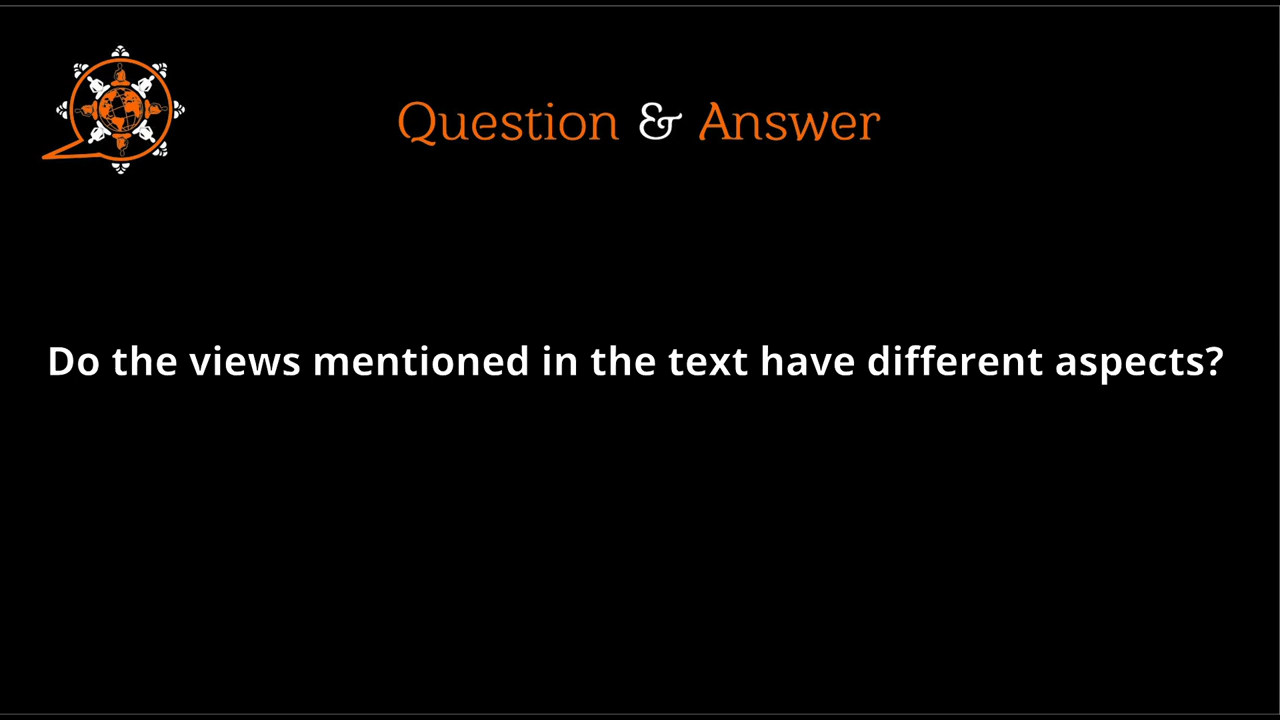 Question & Answer
Do the views mentioned in the text have different aspects?